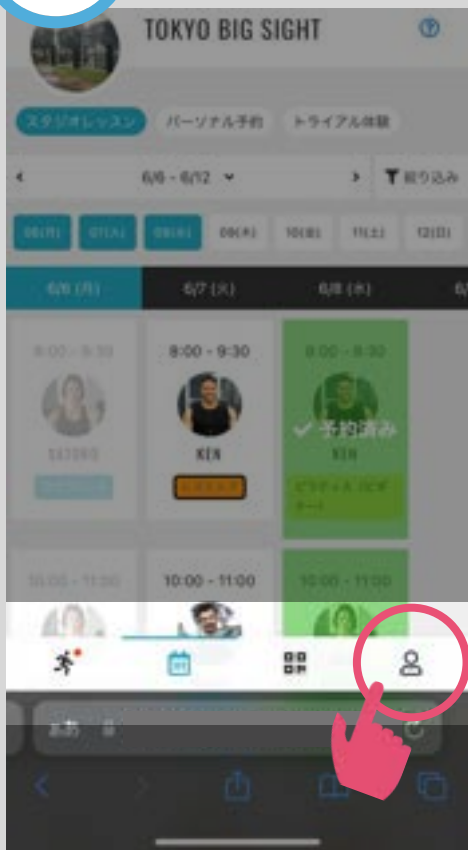 TOKYO BIG SIGHT
スタジオレッスン パーソナル予約 トライアル体験
6/6 - 6/12 絞り込み
06(月) 07(火) 08(水) 09(木) 10(金) 11(土) 12(日)
6/6 (月) 6/7 (火) 6/8 (水) 6/
8:00 - 9:30 8:00 - 9:30 8:00 - 9:30
✓ 予約済み
KEN KEN
10:00 - 11:00 10:00 - 11:00 10:00 - 11:00
ああ